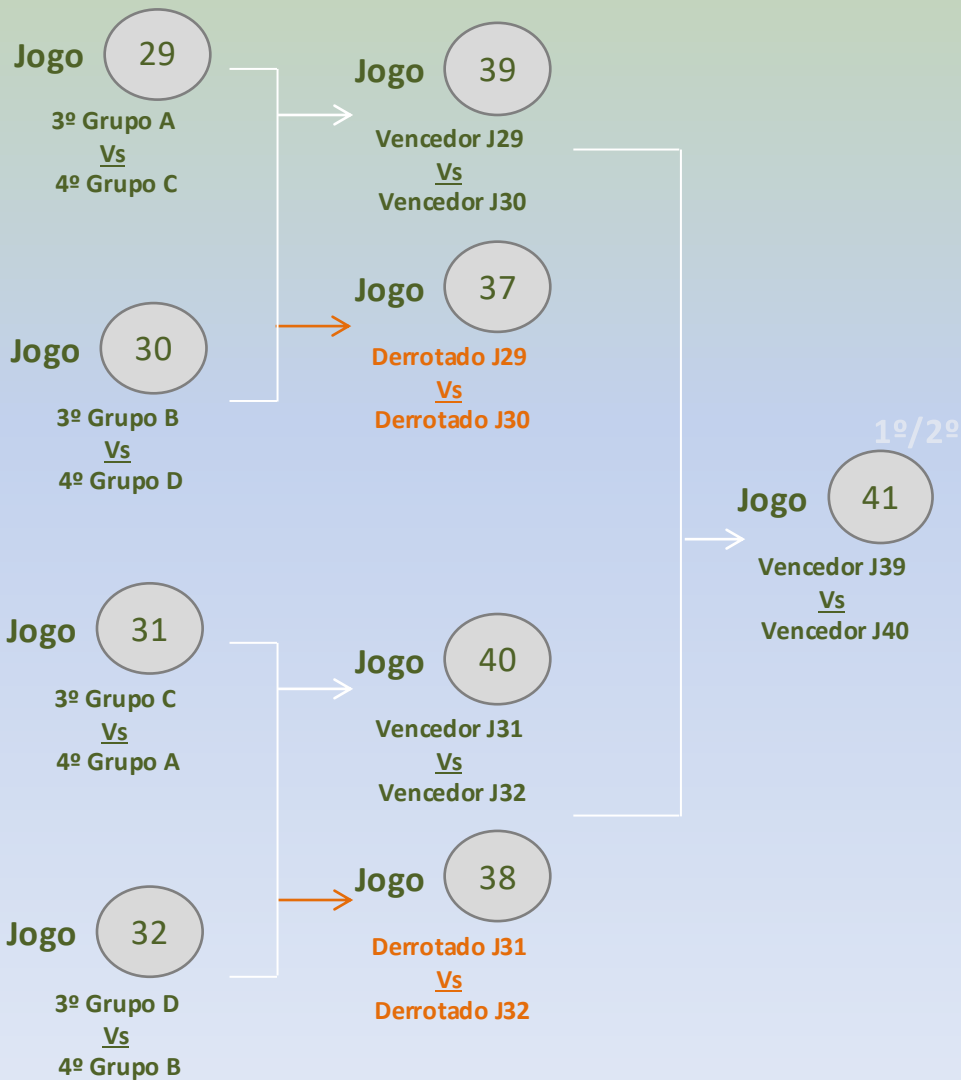 Jogo 29
3º Grupo A
Vs
4º Grupo C
Jogo 30
3º Grupo B
Vs
4º Grupo D
Jogo 31
3º Grupo C
Vs
4º Grupo A
Jogo 32
3º Grupo D
Vs
4º Grupo B
Jogo 39
Vencedor J29
Vs
Vencedor J30
Jogo 37
Derrotado J29
Vs
Derrotado J30
Jogo 40
Vencedor J31
Vs
Vencedor J32
Jogo 38
Derrotado J31
Vs
Derrotado J32
1º/2º
Jogo 41
Vencedor J39
Vs
Vencedor J40